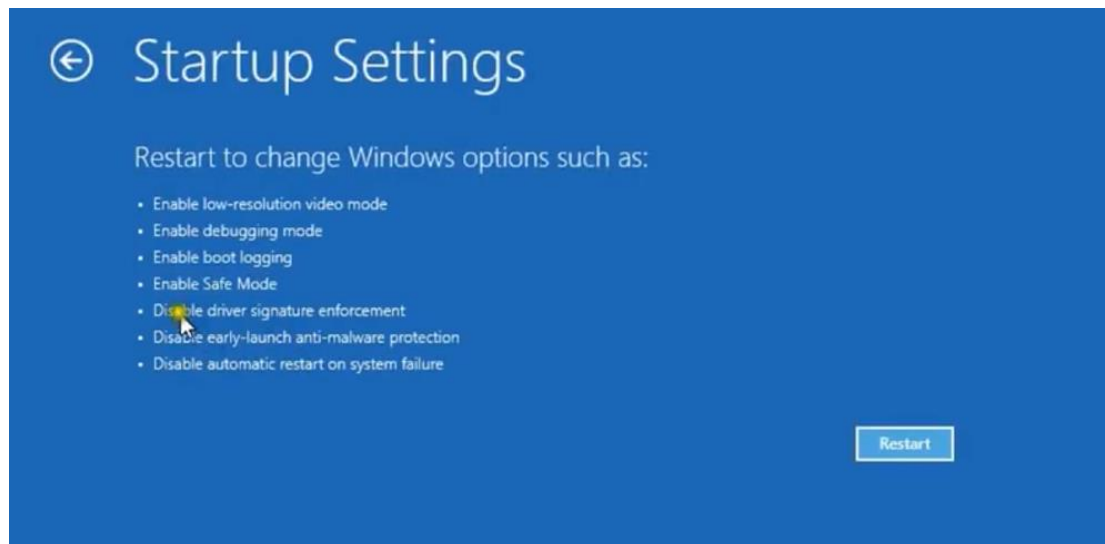 Startup Settings
Restart to change Windows options such as:
• Enable low-resolution video mode
• Enable debugging mode
• Enable boot logging
• Enable Safe Mode
• Disable driver signature enforcement
• Disable early-launch anti-malware protection
• Disable automatic restart on system failure
Restart